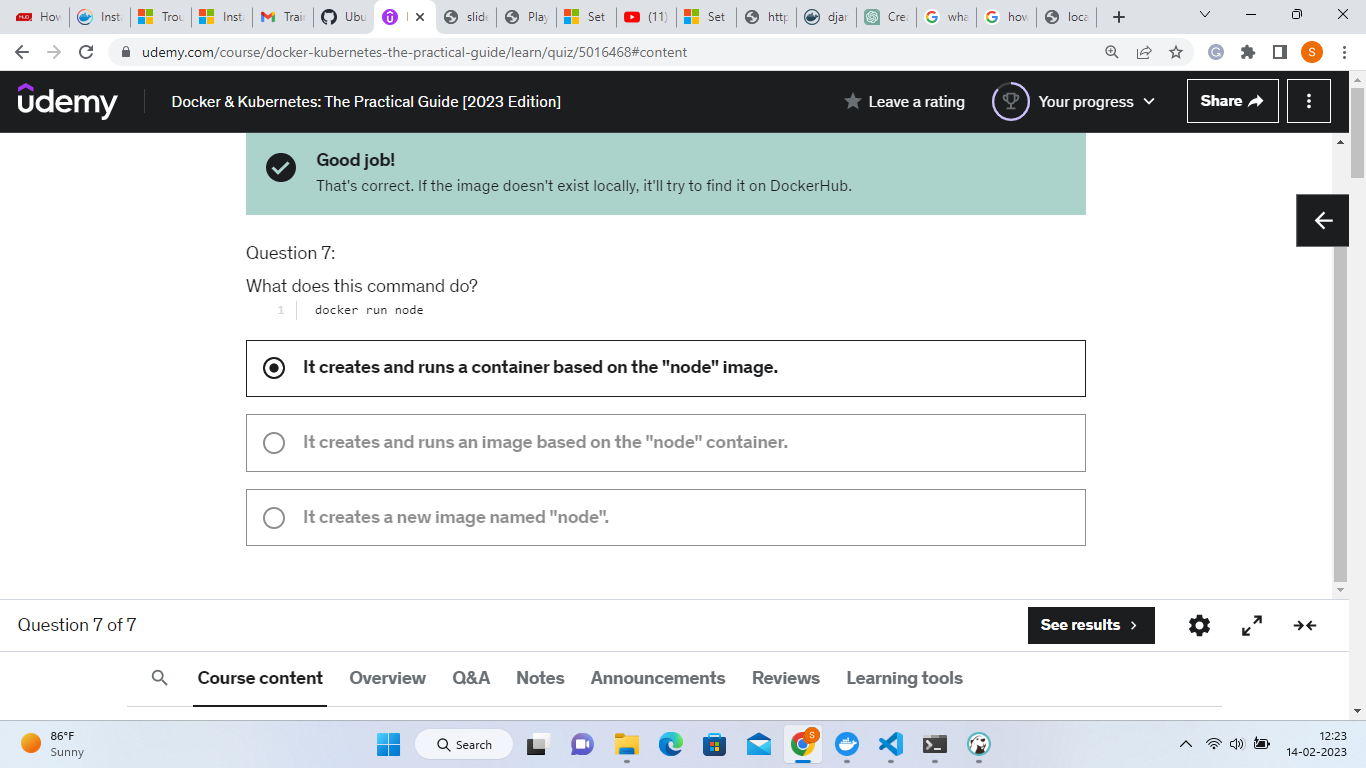 How
Insta
Trou
Insta
Trai
Ubu
slide
Play
Set
(11)
Set
http
djar
Crea
wha
how
loca
udemy.com/course/docker-kubernetes-the-practical-guide/learn/quiz/5016468#content
S
udemy
Docker & Kubernetes: The Practical Guide [2023 Edition]
Leave a rating
Your progress
Share
Good job!
That's correct. If the image doesn't exist locally, it'll try to find it on DockerHub.
Question 7:
What does this command do?
1 docker run node
It creates and runs a container based on the "node" image.
It creates and runs an image based on the "node" container.
It creates a new image named "node".
Question 7 of 7
See results
Course content Overview Q&A Notes Announcements Reviews Learning tools
86°F
Sunny
Search
S
12:23
14-02-2023